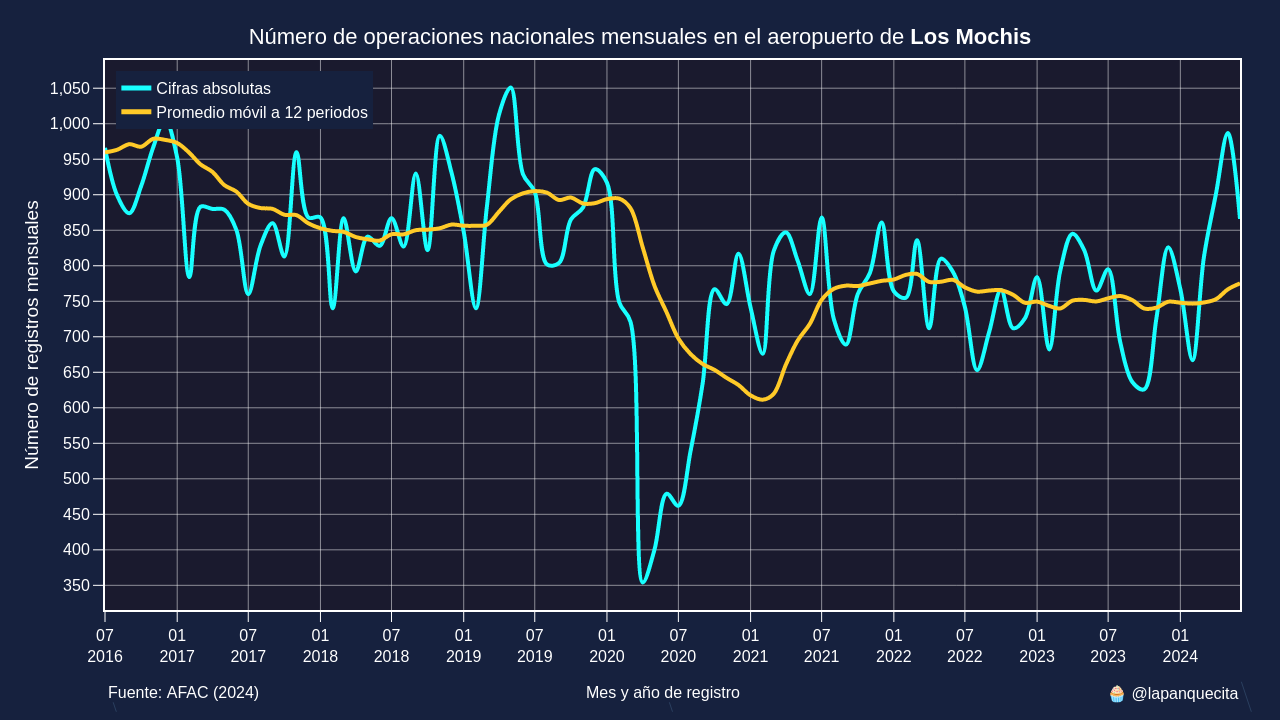 Número de operaciones nacionales mensuales en el aeropuerto de Los Mochis
Cifras absolutas
Promedio móvil a 12 periodos
Número de registros mensuales
1,050
1,000
950
900
850
800
750
700
650
600
550
500
450
400
350
07 01 07 01 07 01 07 01 07 01 07 01 07 01 07 01
2016 2017 2017 2018 2018 2019 2019 2020 2020 2021 2021 2022 2022 2023 2023 2024
Fuente: AFAC (2024)
Mes y año de registro
🧁 @lapanquecita